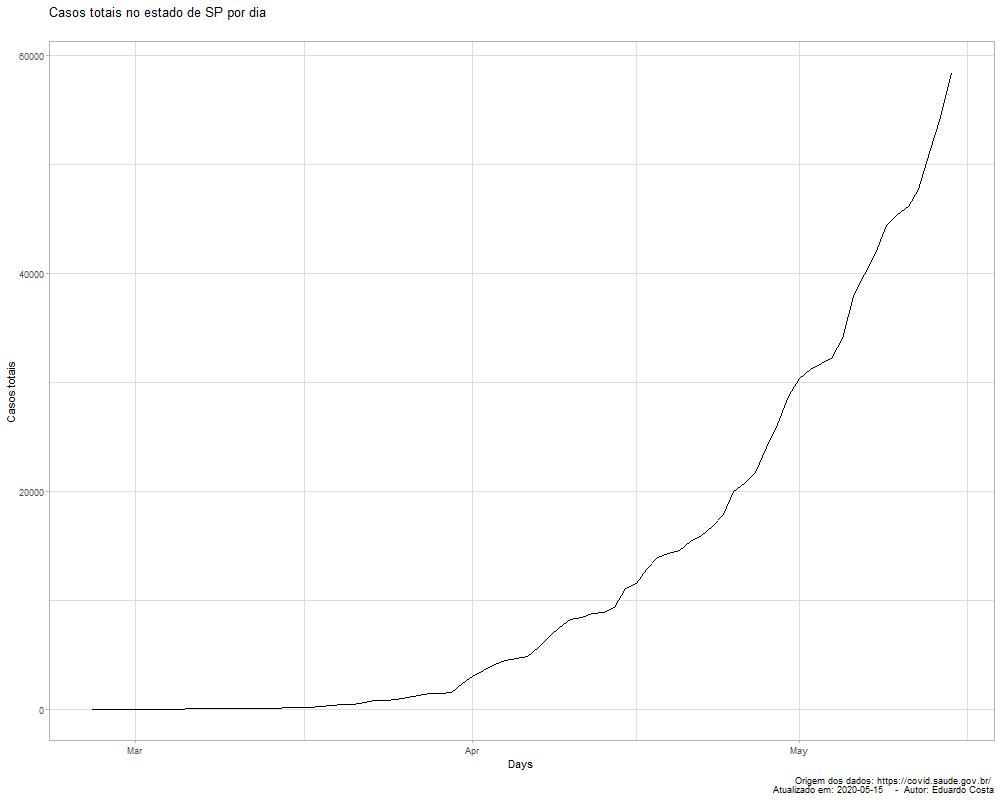 Casos totais no estado de SP por dia
60000
40000
20000
0
Casos totais
Mar
Apr
May
Days
Origem dos dados: https://covid.saude.gov.br/
Atualizado em: 2020-05-15 - Autor: Eduardo Costa